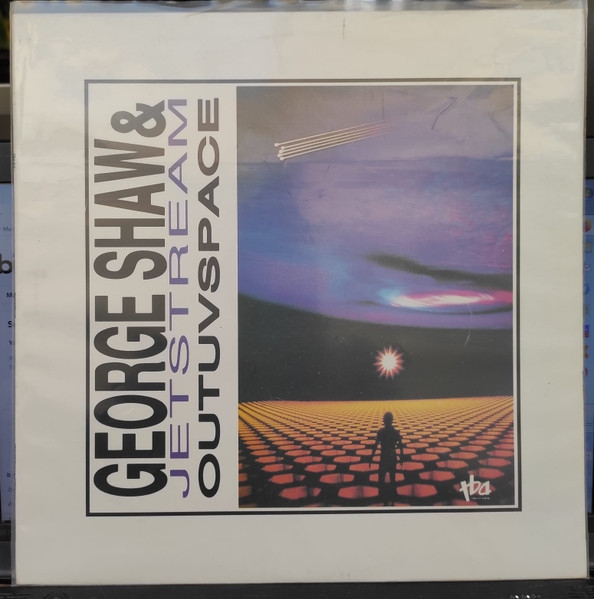 GEORGE SHAW &
JETSTREAM
OUTUVSPACE
tba